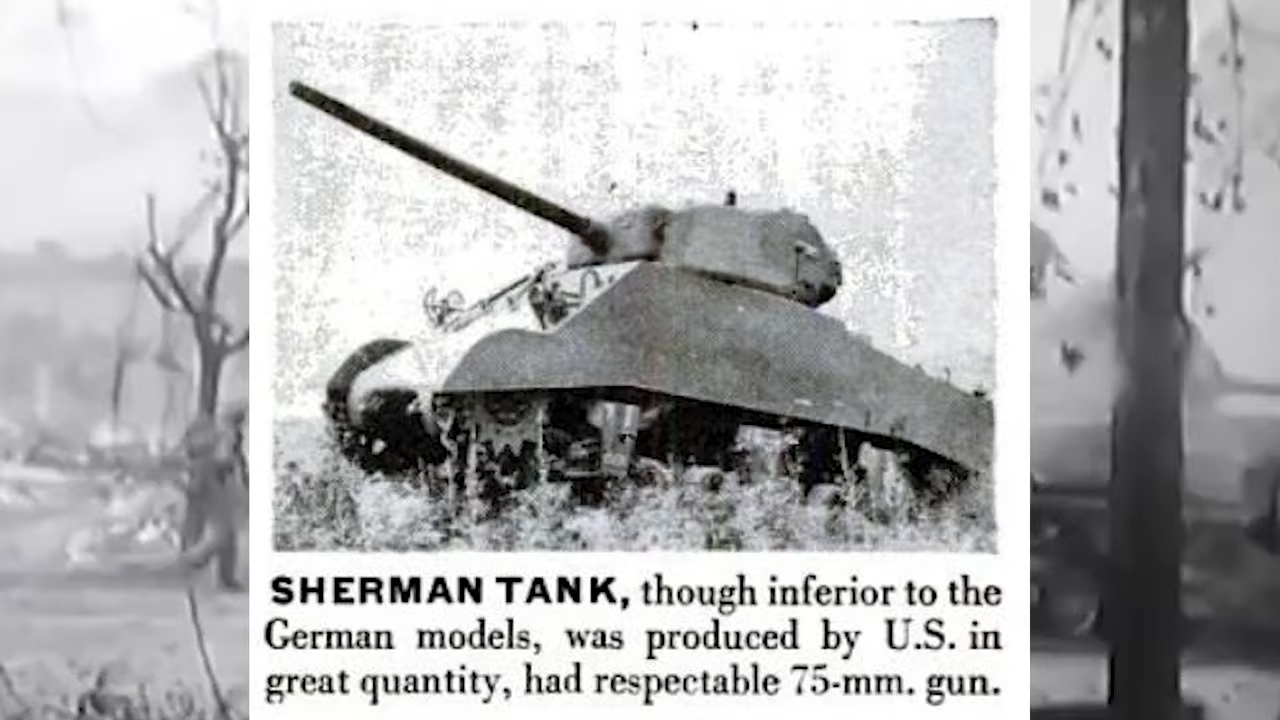 SHERMAN TANK, though inferior to the
German models, was produced by U.S. in
great quantity, had respectable 75-mm. gun.